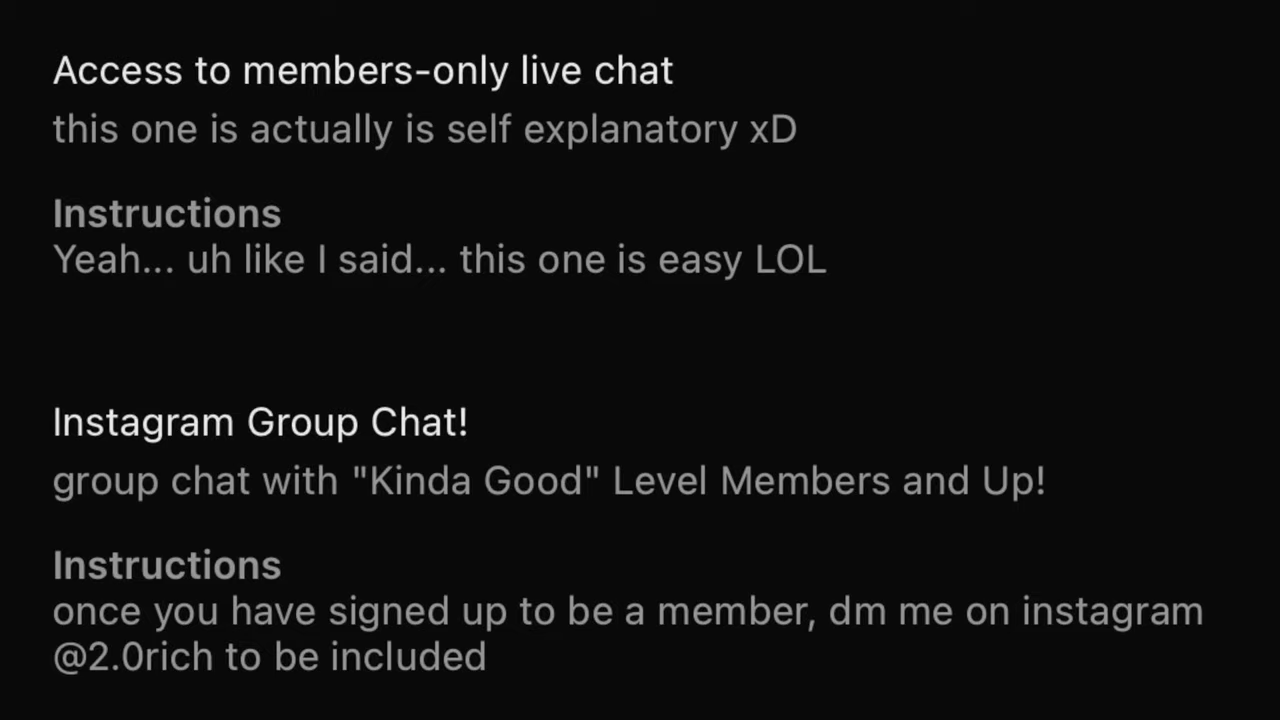 Access to members-only live chat
this one is actually is self explanatory xD
Instructions
Yeah... uh like I said... this one is easy LOL
Instagram Group Chat!
group chat with "Kinda Good" Level Members and Up!
Instructions
once you have signed up to be a member, dm me on instagram
@2.0rich to be included